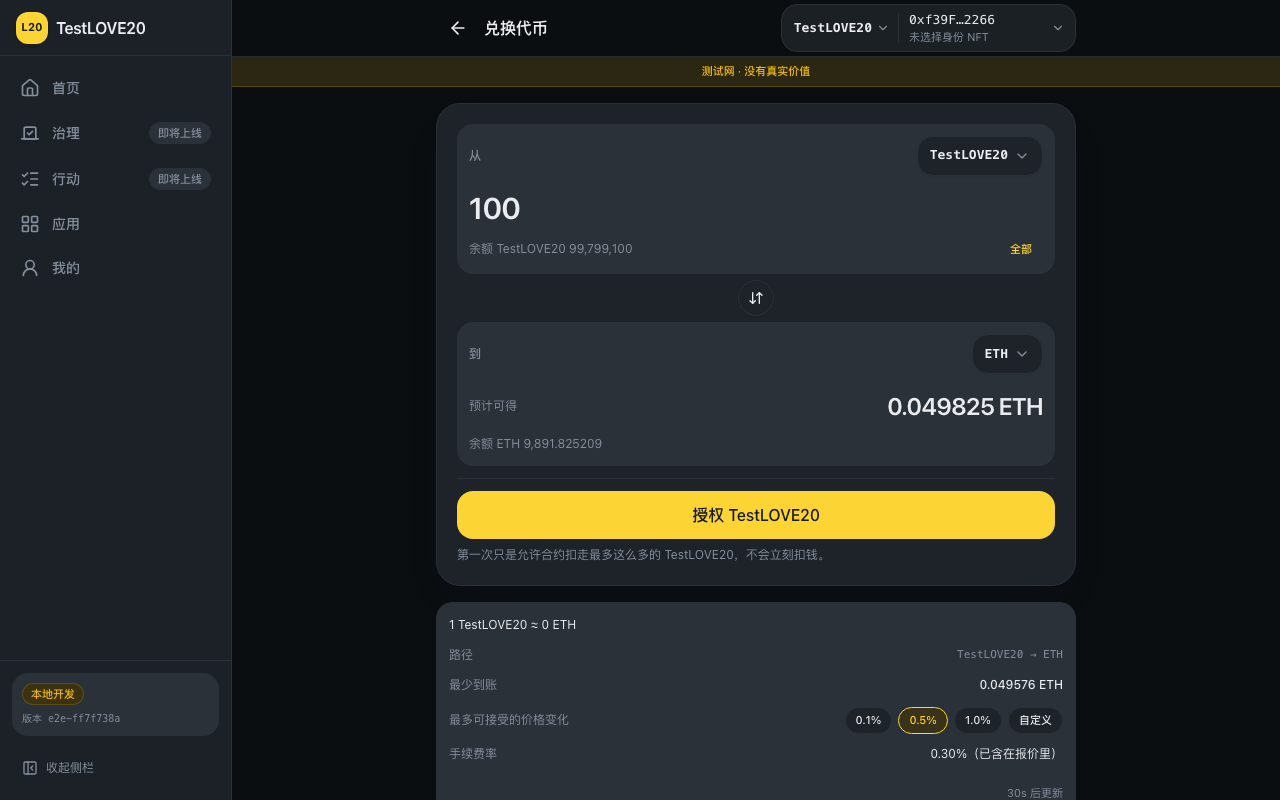 L20 TestLOVE20
首页
治理 即将上线
行动 即将上线
应用
我的
本地开发
版本 e2e-ff7f738a
收起侧栏
兑换代币
TestLOVE20
0xf39F…2266
未选择身份 NFT
测试网 · 没有真实价值
从 TestLOVE20
100
余额 TestLOVE20 99,799,100 全部
到 ETH
预计可得 0.049825 ETH
余额 ETH 9,891.825209
授权 TestLOVE20
第一次只是允许合约扣走最多这么多的 TestLOVE20，不会立刻扣钱。
1 TestLOVE20 ≈ 0 ETH
路径 TestLOVE20 → ETH
最少到账 0.049576 ETH
最多可接受的价格变化 0.1% 0.5% 1.0% 自定义
手续费率 0.30%（已含在报价里）
30s 后更新